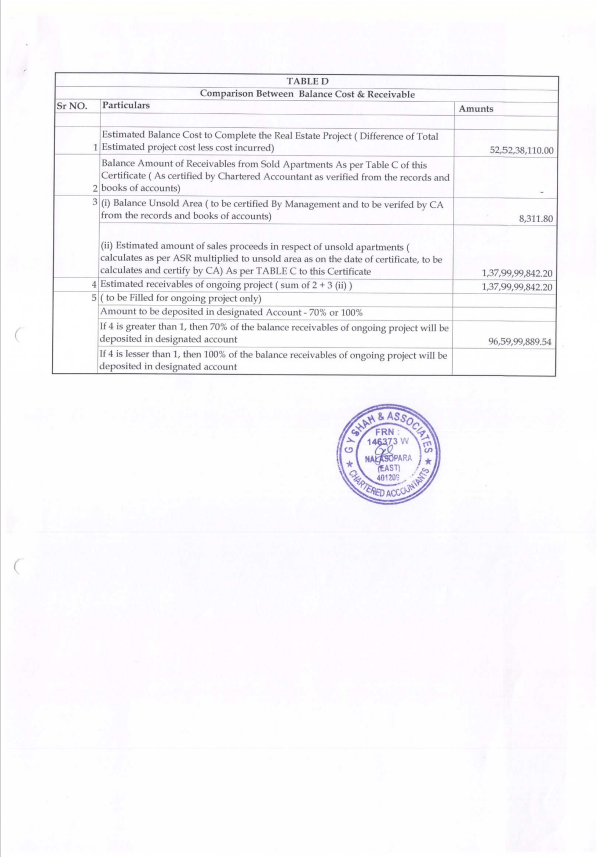 TABLE D
Comparison Between Balance Cost & Receivable
Sr NO. Particulars Amunts
Estimated Balance Cost to Complete the Real Estate Project ( Difference of Total
1 Estimated project cost less cost incurred) 52,52,38,110.00
Balance Amount of Receivables from Sold Apartments As per Table C of this
Certificate ( As certified by Chartered Accountant as verified from the records and
2 books of accounts) -
3 (i) Balance Unsold Area ( to be certified By Management and to be verifed by CA
from the records and books of accounts) 8,311.80
(ii) Estimated amount of sales proceeds in respect of unsold apartments (
calculates as per ASR multiplied to unsold area as on the date of certificate, to be
calculates and certify by CA) As per TABLE C to this Certificate 1,37,99,99,842.20
4 Estimated receivables of ongoing project ( sum of 2 + 3 (ii) ) 1,37,99,99,842.20
5 ( to be Filled for ongoing project only)
Amount to be deposited in designated Account - 70% or 100%
If 4 is greater than 1, then 70% of the balance receivables of ongoing project will be
deposited in designated account 96,59,99,889.54
If 4 is lesser than 1, then 100% of the balance receivables of ongoing project will be
deposited in designated account
G Y SHAH & ASSOCIATES
FRN :
146373 W
NALASOPARA
(EAST)
401209
★ CHARTERED ACCOUNTANTS ★